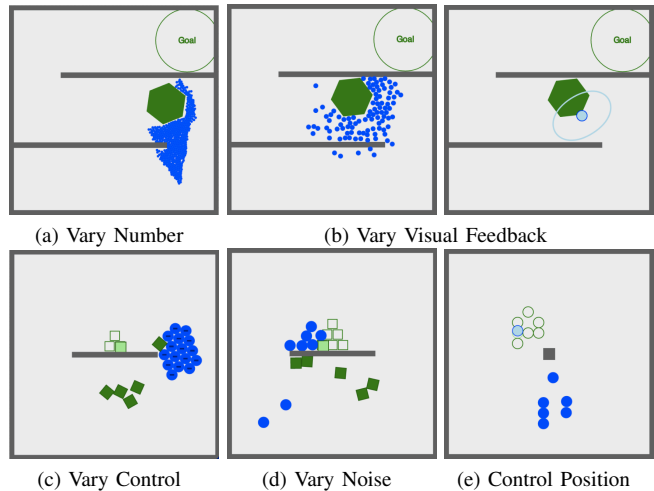 Goal
Goal
Goal
(a) Vary Number
(b) Vary Visual Feedback
(c) Vary Control
(d) Vary Noise
(e) Control Position